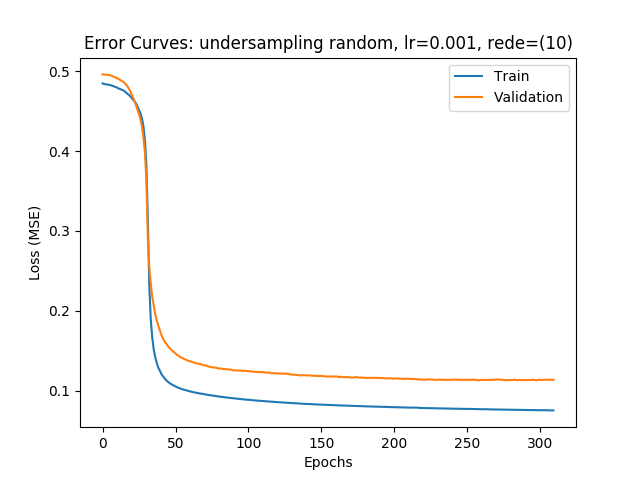 Error Curves: undersampling random, lr=0.001, rede=(10)
Train
Validation
0.5
0.4
0.3
0.2
0.1
Loss (MSE)
0 50 100 150 200 250 300
Epochs